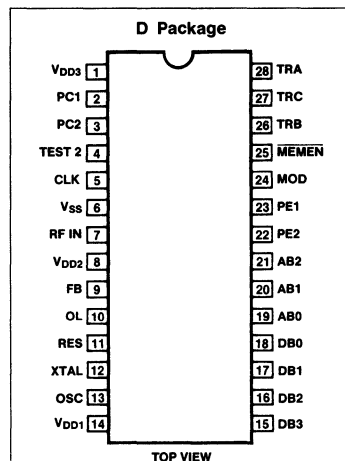 D Package
VDD3 1 28 TRA
PC1 2 27 TRC
PC2 3 26 TRB
TEST 2 4 25 MEMEN
CLK 5 24 MOD
VSS 6 23 PE1
RF IN 7 22 PE2
VDD2 8 21 AB2
FB 9 20 AB1
OL 10 19 AB0
RES 11 18 DB0
XTAL 12 17 DB1
OSC 13 16 DB2
VDD1 14 15 DB3
TOP VIEW